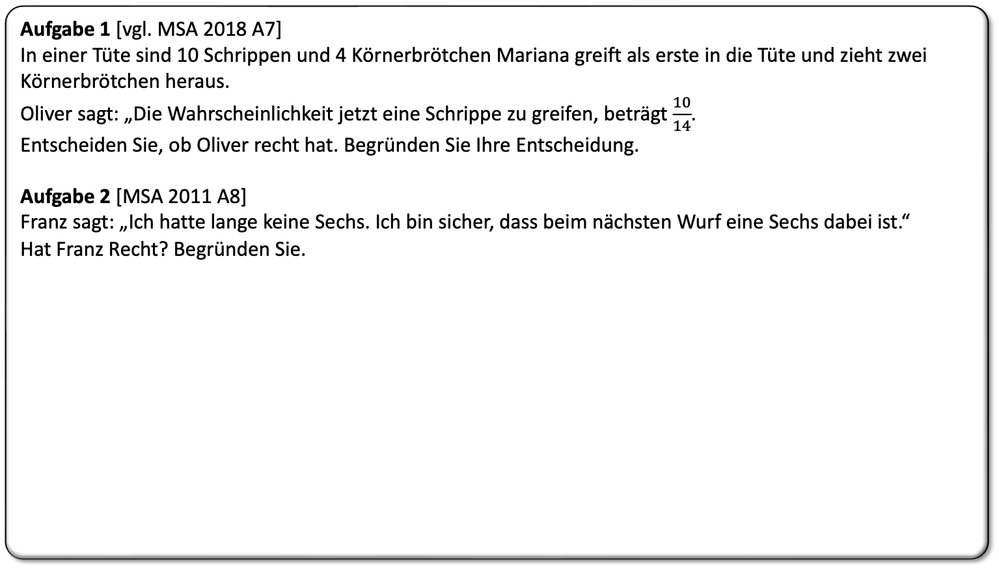 Aufgabe 1 [vgl. MSA 2018 A7]
In einer Tüte sind 10 Schrippen und 4 Körnerbrötchen Mariana greift als erste in die Tüte und zieht zwei
Körnerbrötchen heraus.
Oliver sagt: „Die Wahrscheinlichkeit jetzt eine Schrippe zu greifen, beträgt 10/14.
Entscheiden Sie, ob Oliver recht hat. Begründen Sie Ihre Entscheidung.
Aufgabe 2 [MSA 2011 A8]
Franz sagt: „Ich hatte lange keine Sechs. Ich bin sicher, dass beim nächsten Wurf eine Sechs dabei ist.“
Hat Franz Recht? Begründen Sie.